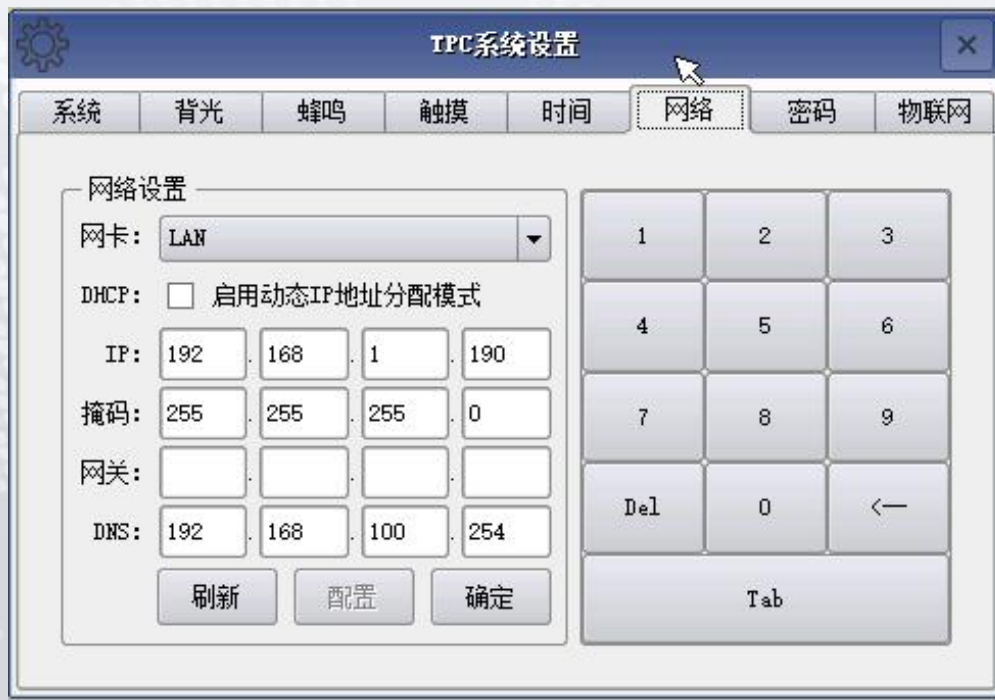 TPC系统设置
系统 背光 蜂鸣 触摸 时间 网络 密码 物联网
网络设置
网卡: LAN
DHCP: 启用动态IP地址分配模式
IP: 192 . 168 . 1 . 190
掩码: 255 . 255 . 255 . 0
网关: . . .
DNS: 192 . 168 . 100 . 254
刷新 配置 确定
1 2 3
4 5 6
7 8 9
Del 0 <—
Tab